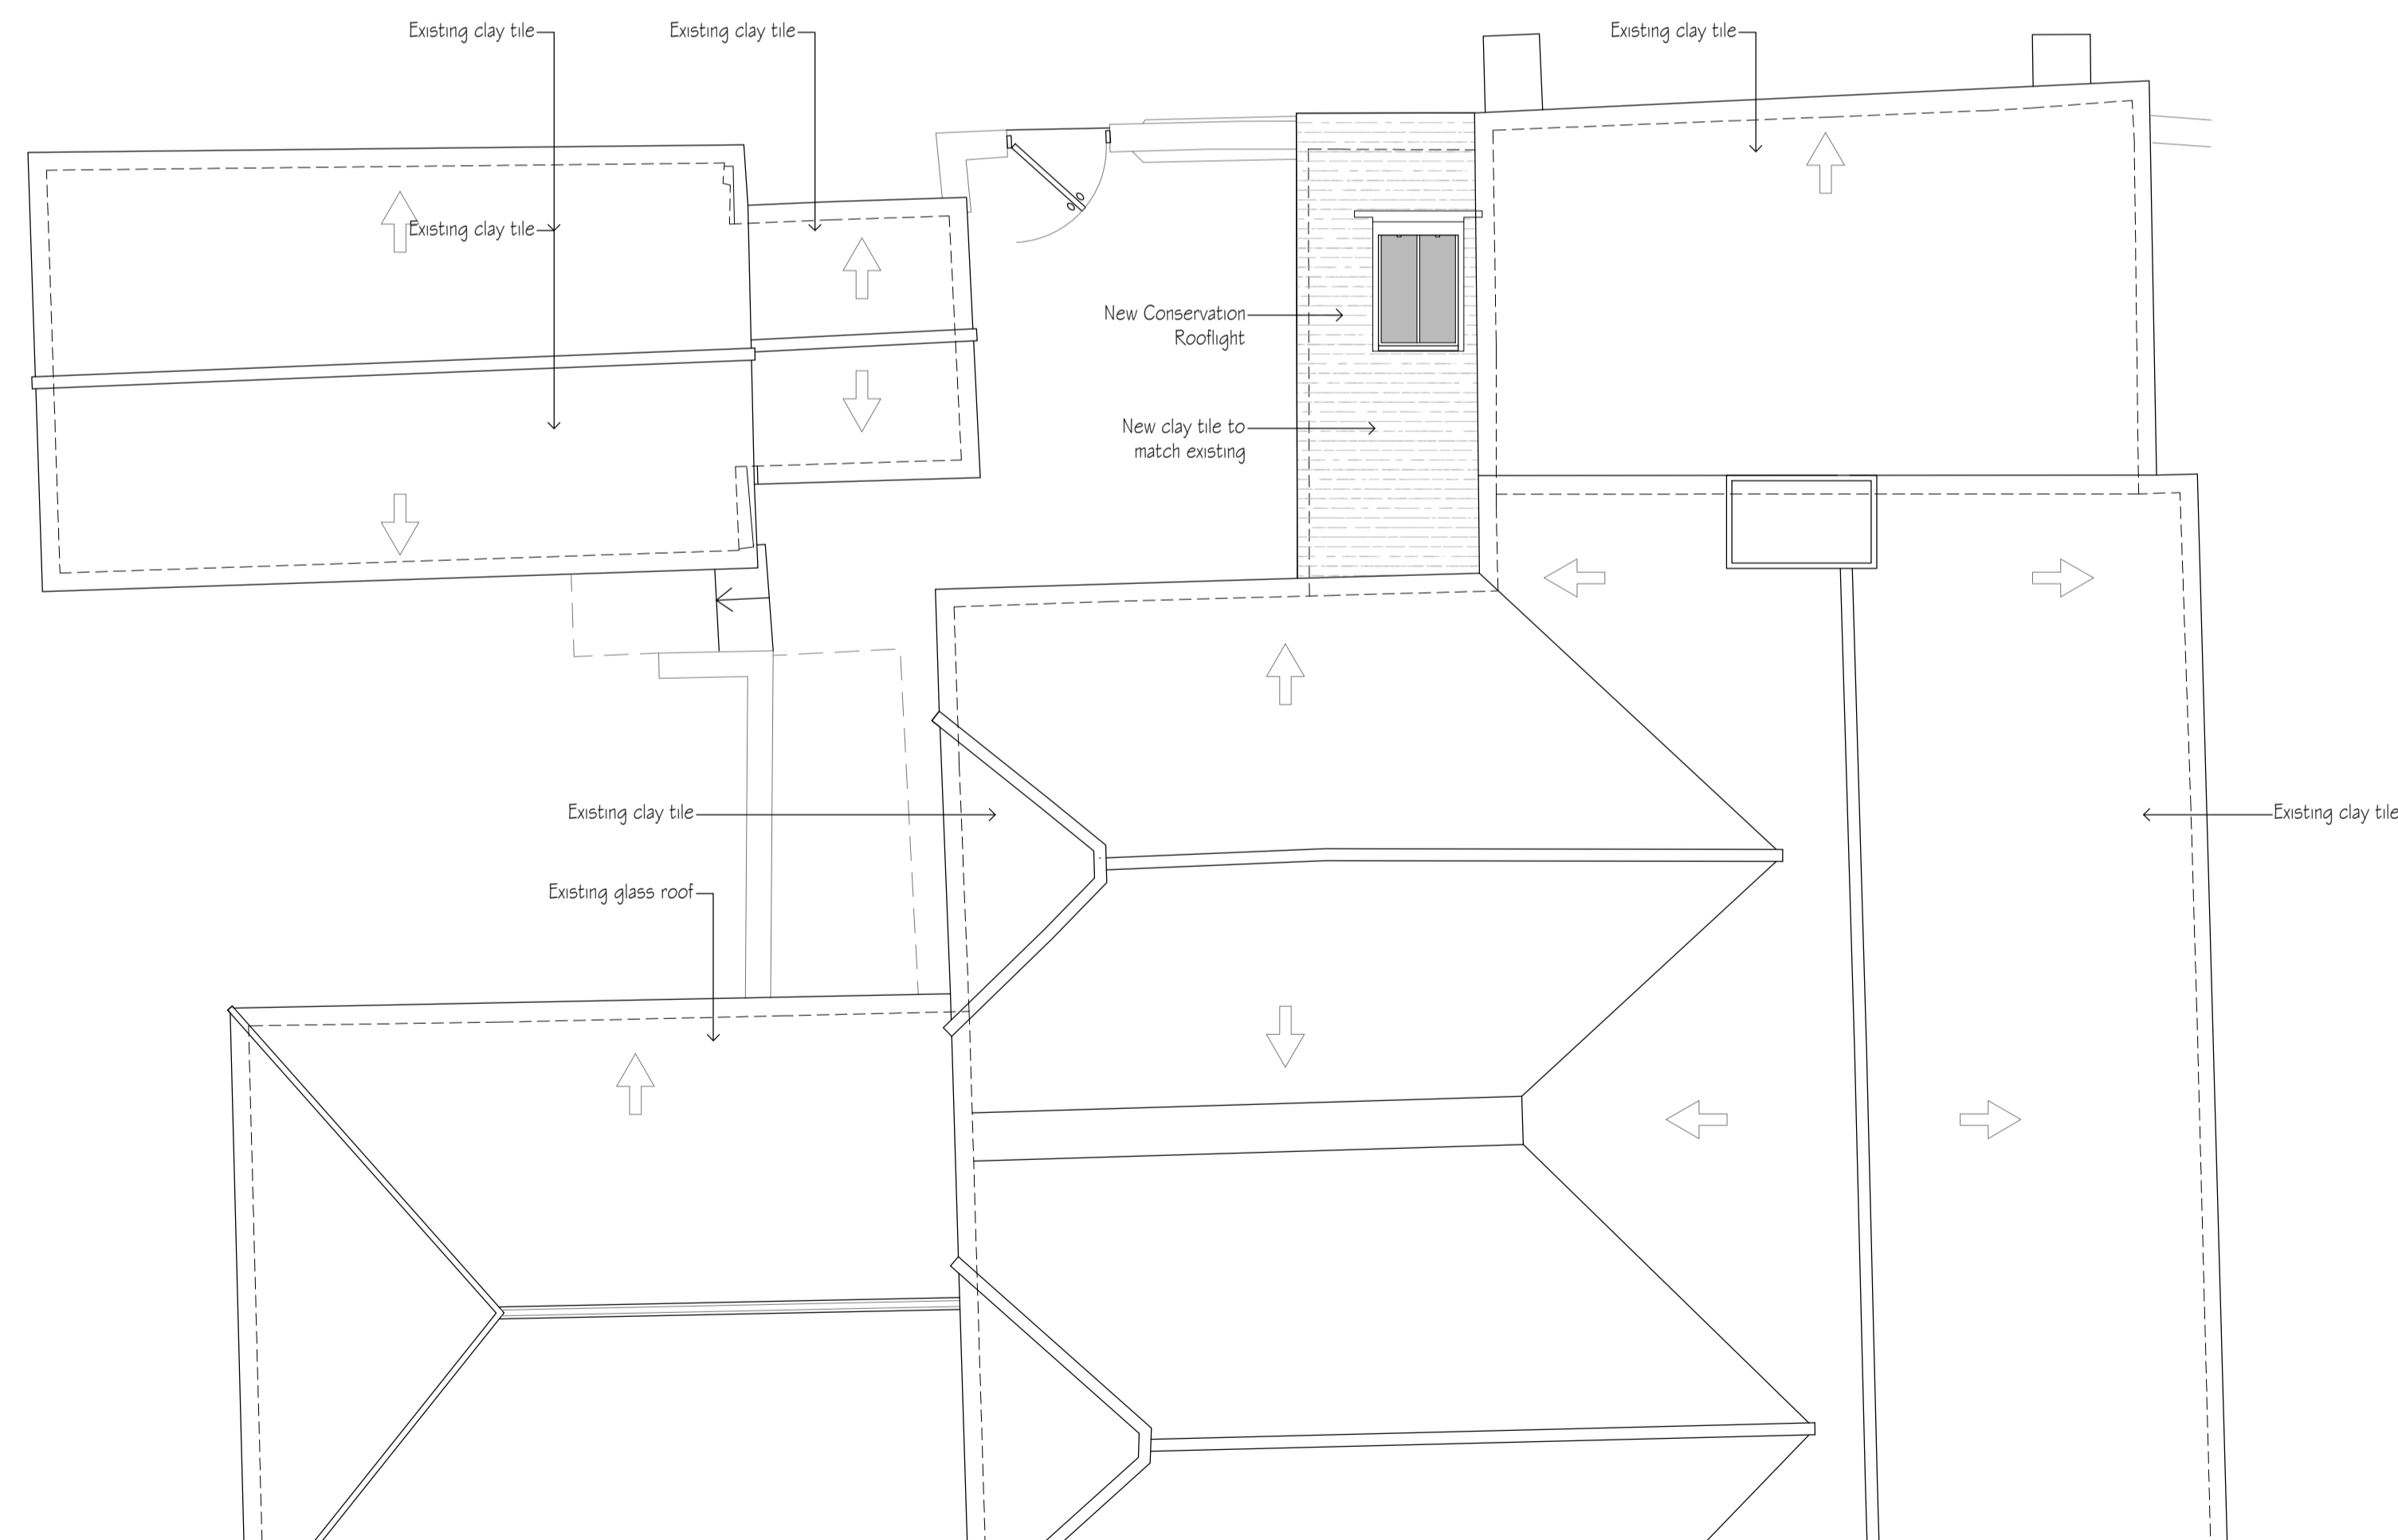 Existing clay tile
Existing clay tile
Existing clay tile
Existing clay tile
New Conservation
Rooflight
New clay tile to
match existing
Existing clay tile
Existing clay tile
Existing glass roof